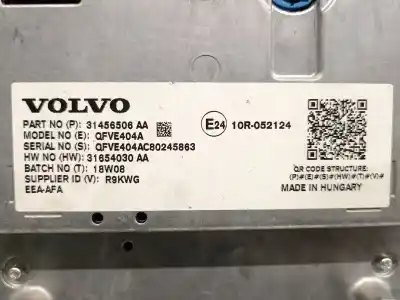 VOLVO
PART NO (P): 31456506 AA
MODEL NO (E): QFVE404A
SERIAL NO (S): QFVE404AC80245863
HW NO (HW): 31654030 AA
BATCH NO (T): 18W08
SUPPLIER ID (V): R9KWG
EEA-AFA
E24 10R-052124
QR CODE STRUCTURE:
(P)#(E)#(S)#(HW)#(T)#(V)#
MADE IN HUNGARY